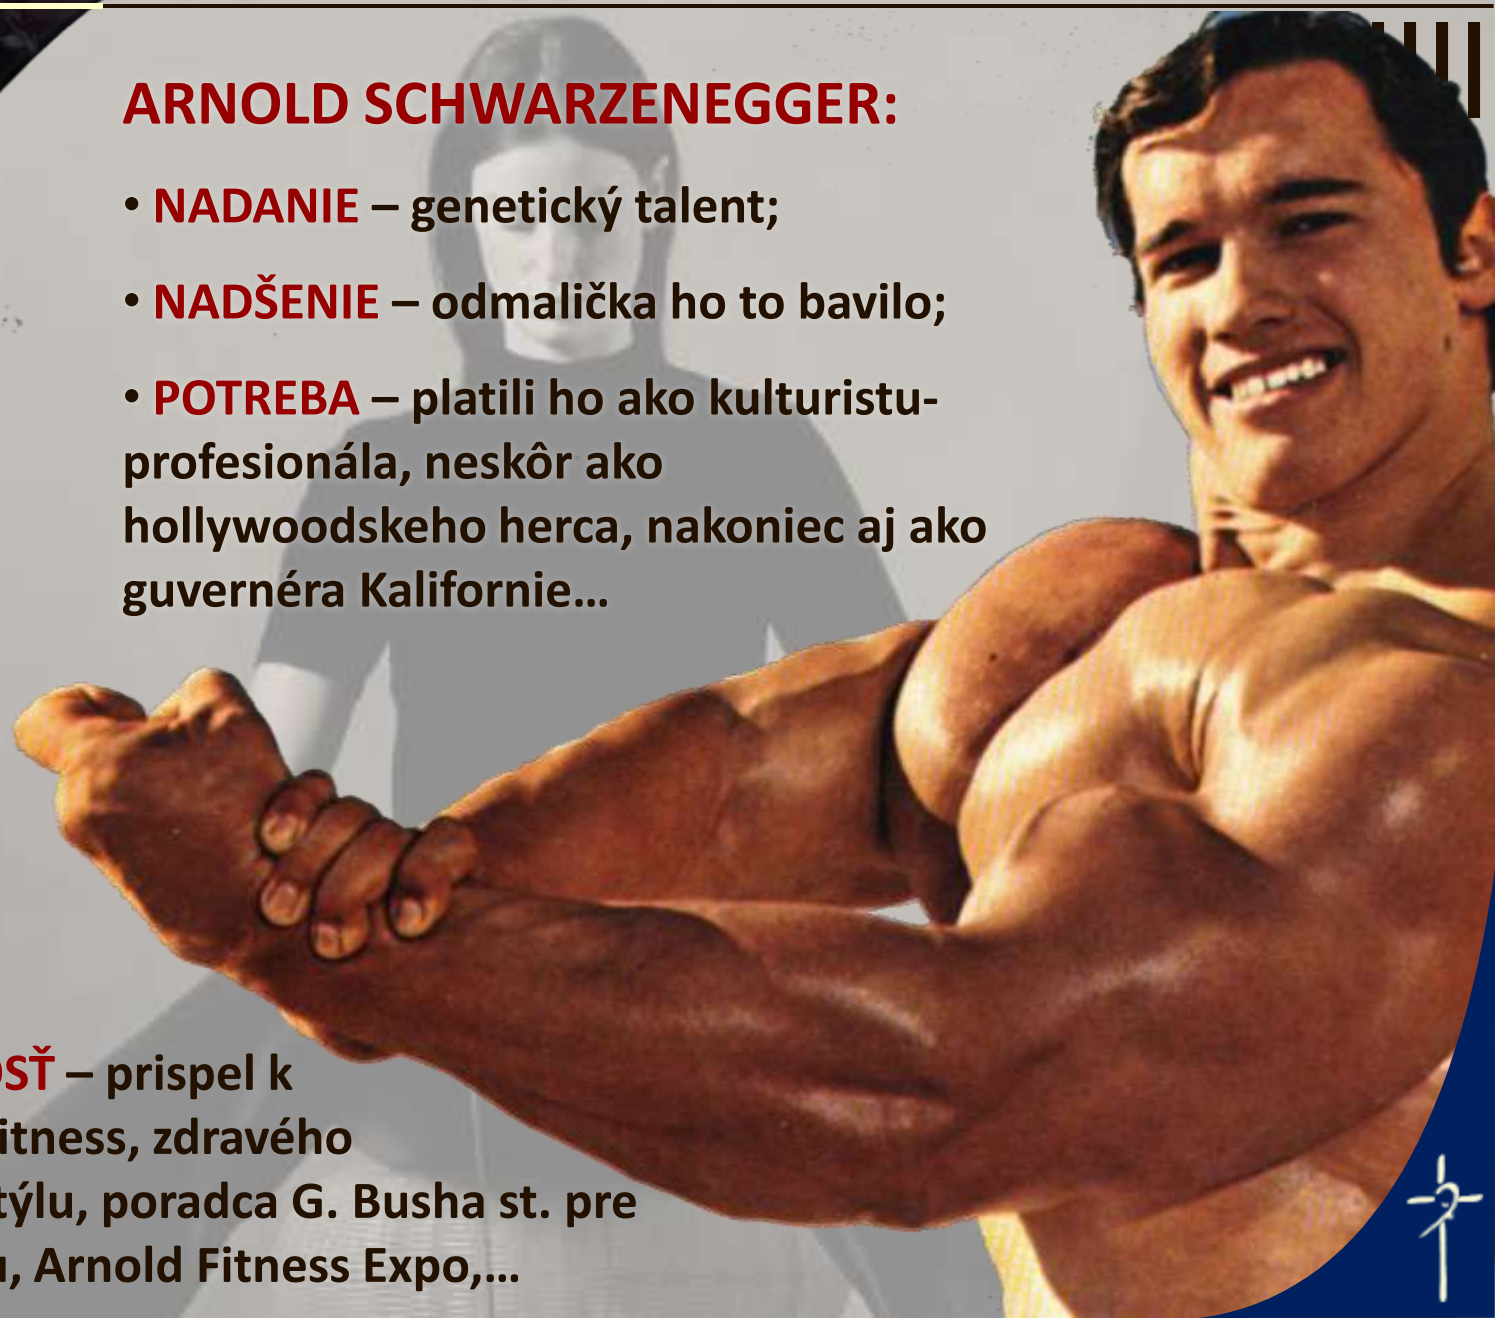 ARNOLD SCHWARZENEGGER:
• NADANIE – genetický talent;
• NADŠENIE – odmalička ho to bavilo;
• POTREBA – platili ho ako kulturistu-
profesionála, neskôr ako
hollywoodskeho herca, nakoniec aj ako
guvernéra Kalifornie...
– prispel k
zdravého
poradca G. Busha st. pre
Arnold Fitness Expo,...